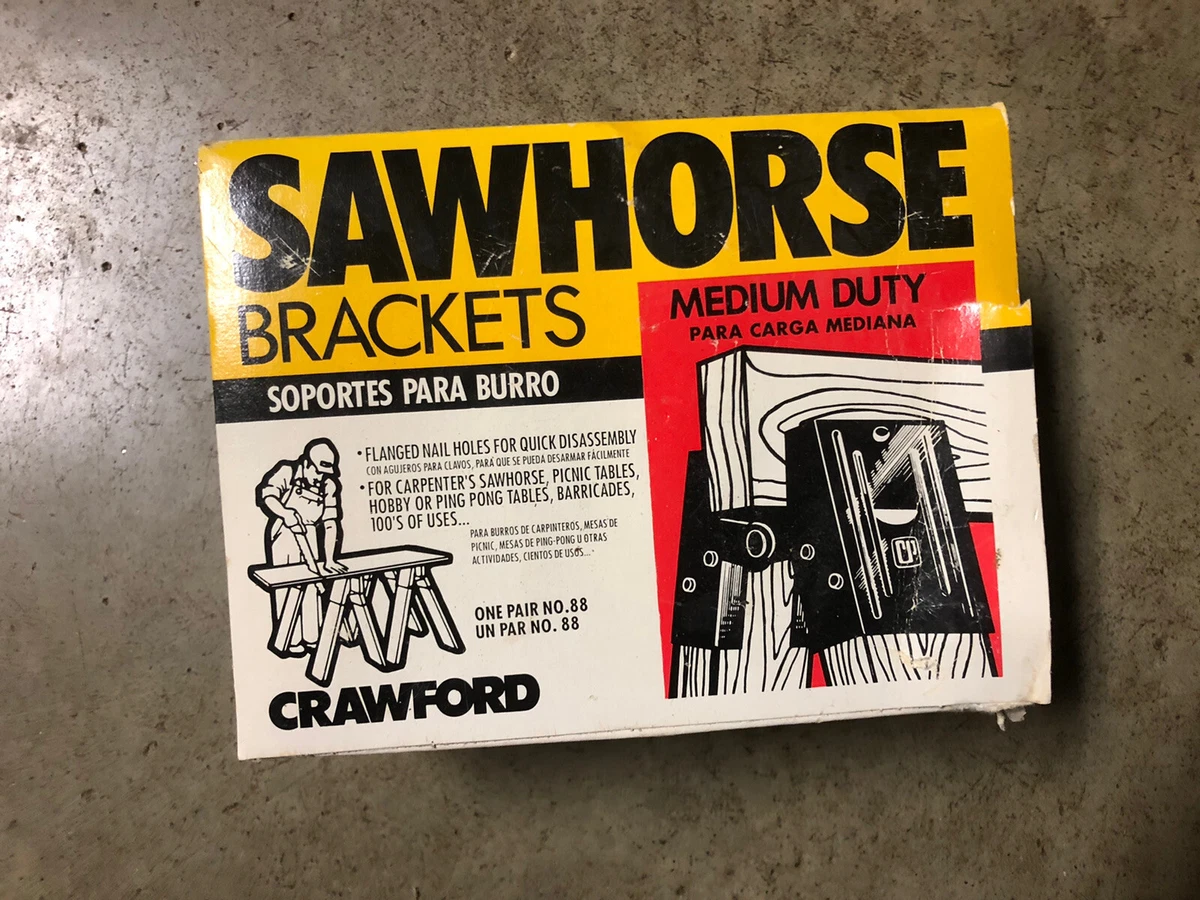 SAWHORSE
BRACKETS
SOPORTES PARA BURRO
MEDIUM DUTY
PARA CARGA MEDIANA
• FLANGED NAIL HOLES FOR QUICK DISASSEMBLY
CON AGUJEROS PARA CLAVOS, PARA QUE SE PUEDA DESARMAR FÁCILMENTE
• FOR CARPENTER'S SAWHORSE, PICNIC TABLES,
HOBBY OR PING PONG TABLES, BARRICADES,
100'S OF USES...
PARA BURROS DE CARPINTEROS, MESAS DE
PICNIC, MESAS DE PING-PONG U OTRAS
ACTIVIDADES, CIENTOS DE USOS...
ONE PAIR NO.88
UN PAR NO. 88
CRAWFORD
CP